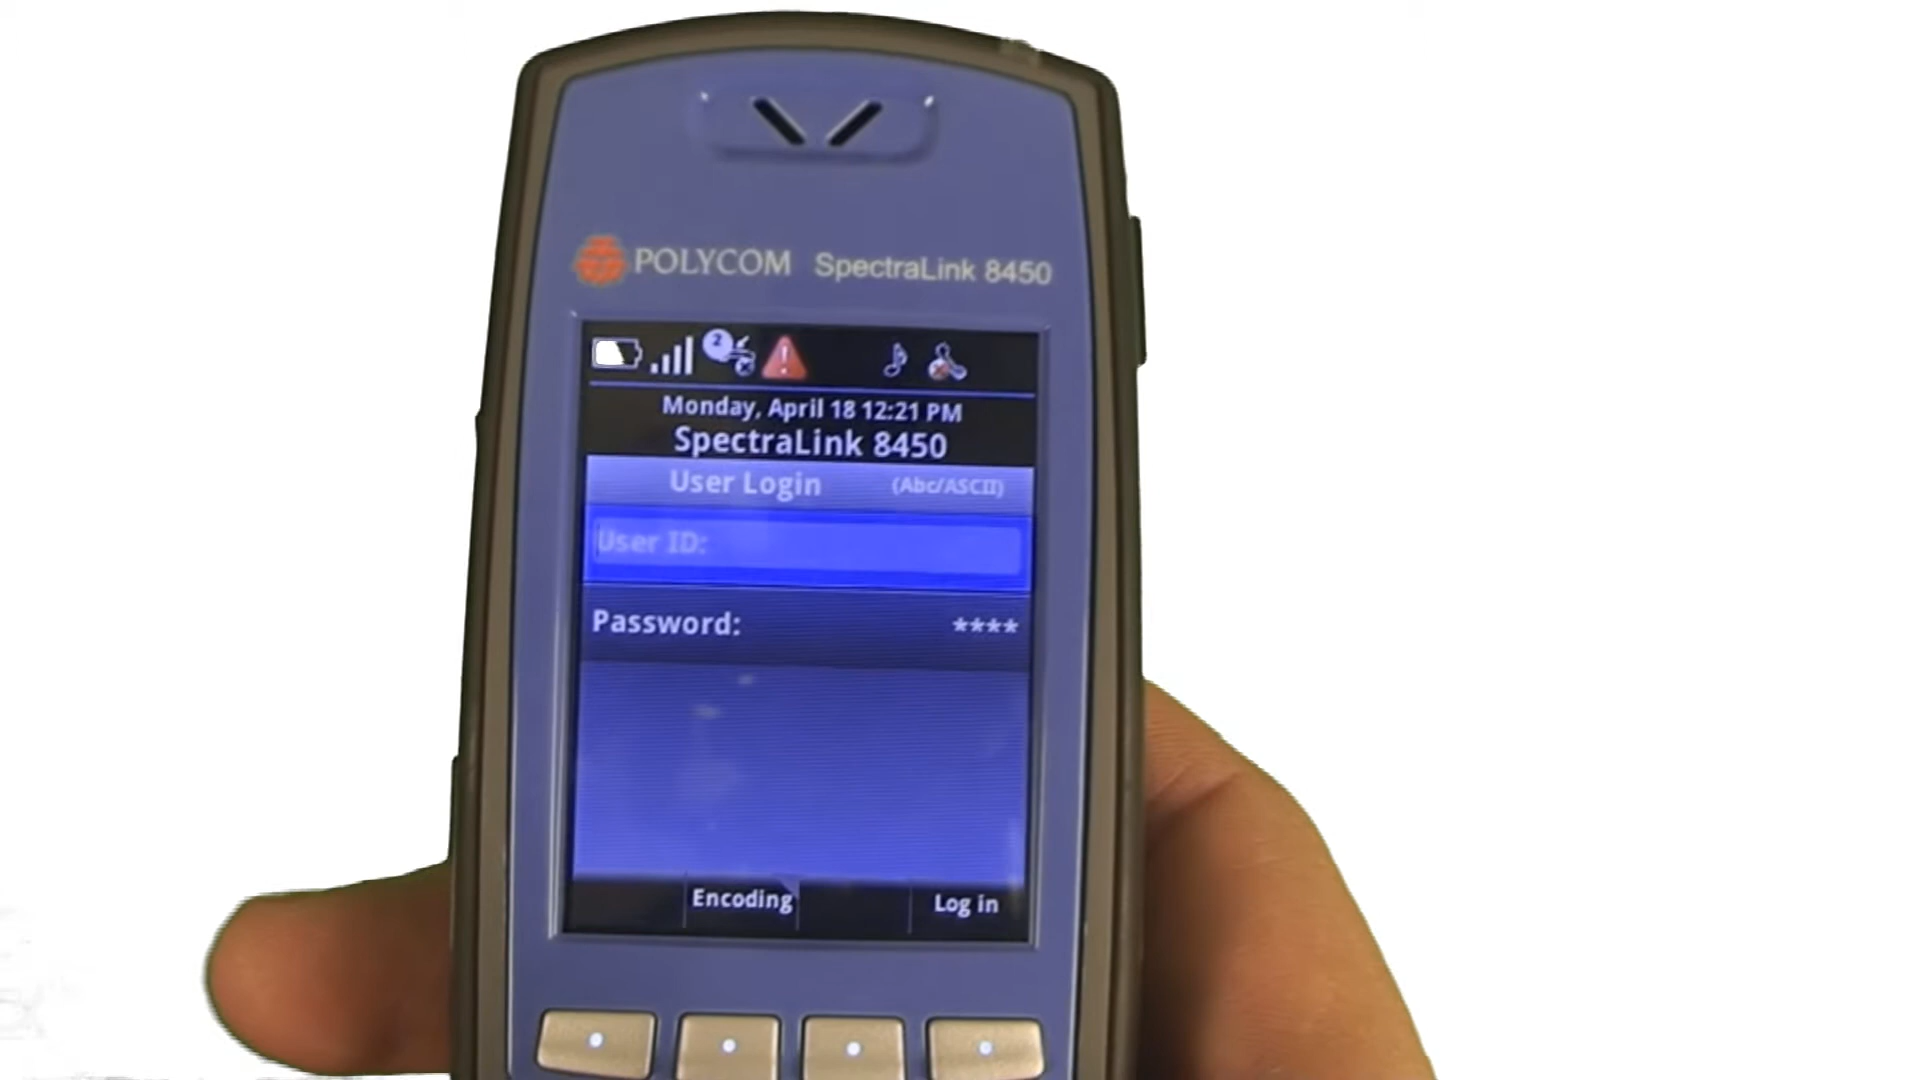 POLYCOM SpectraLink 8450
2
Monday, April 18 12:21 PM
SpectraLink 8450
User Login (Abc/ASCII)
User ID:
Password: ****
Encoding Log in